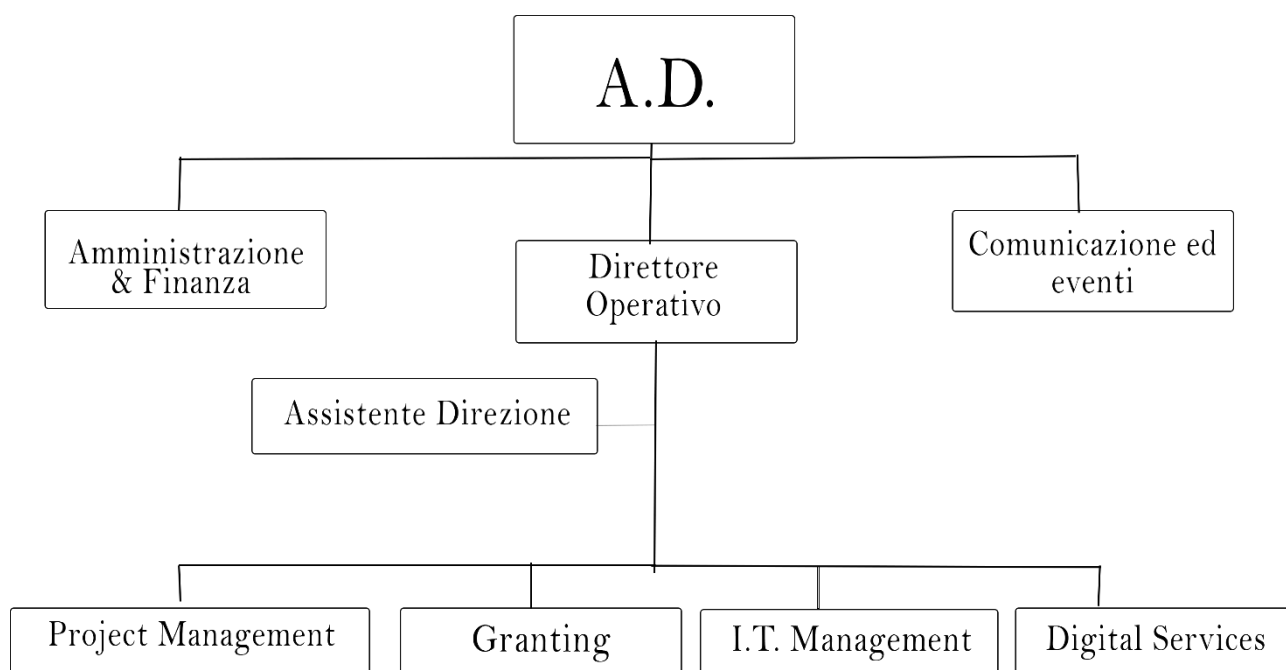 A.D.
Amministrazione
& Finanza
Direttore
Operativo
Comunicazione ed
eventi
Assistente Direzione
Project Management
Granting
I.T. Management
Digital Services